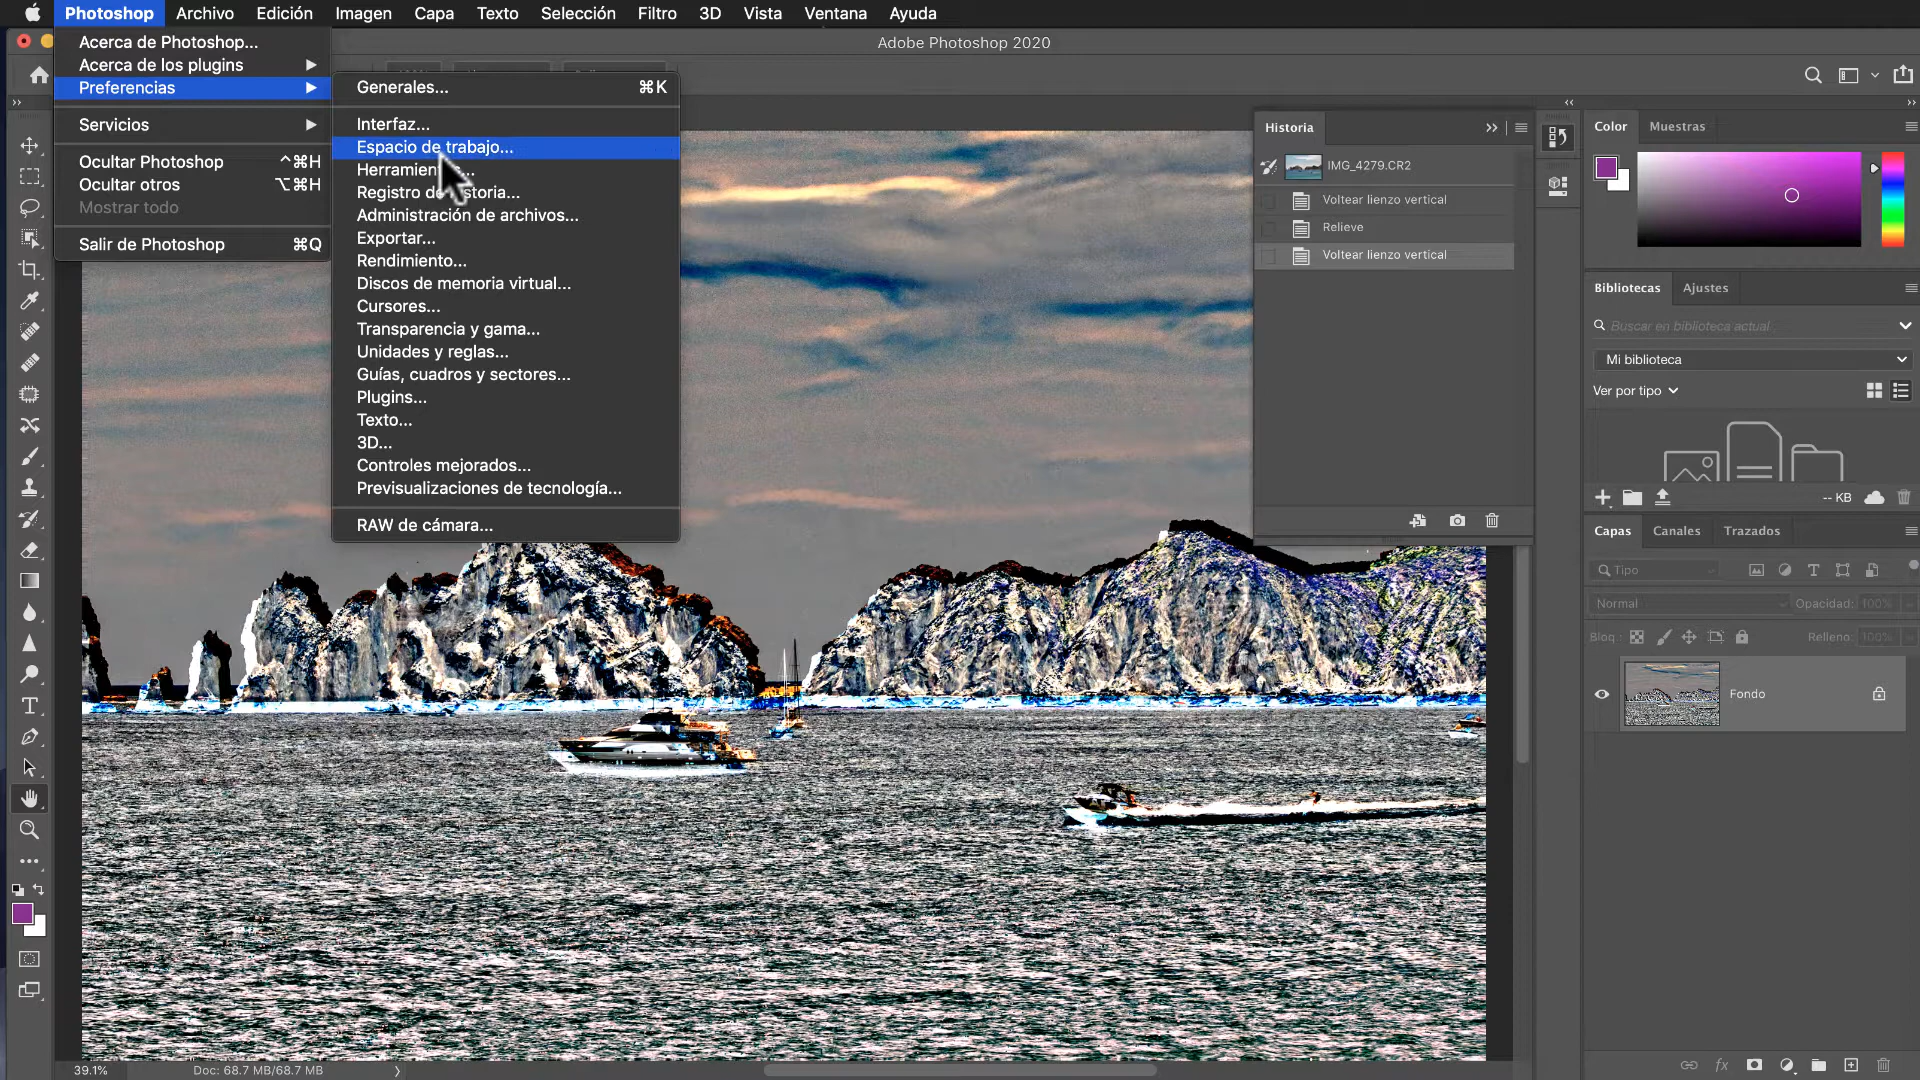 Photoshop Archivo Edición Imagen Capa Texto Selección Filtro 3D Vista Ventana Ayuda
Adobe Photoshop 2020
Acerca de Photoshop...
Acerca de los plugins
Preferencias
Servicios
Ocultar Photoshop ^⌘H
Ocultar otros ⌥⌘H
Mostrar todo
Salir de Photoshop ⌘Q
Generales... ⌘K
Interfaz...
Espacio de trabajo...
Registro de
Administración de archivos...
Exportar...
Rendimiento...
Discos de memoria virtual...
Cursores...
Transparencia y gama...
Unidades y reglas...
Guías, cuadros y sectores...
Plugins...
Texto...
3D...
Controles mejorados...
Previsualizaciones de tecnología...
RAW de cámara...
Historia
IMG_4279.CR2
Voltear lienzo vertical
Relieve
Voltear lienzo vertical
Color Muestras
Bibliotecas Ajustes
Buscar en biblioteca actual
Mi biblioteca
Ver por tipo
-- KB
Capas Canales Trazados
Tipo
Normal Opacidad: 100%
Bloq.: Relleno: 100%
Fondo
fx
39.1% Doc: 68.7 MB/68.7 MB